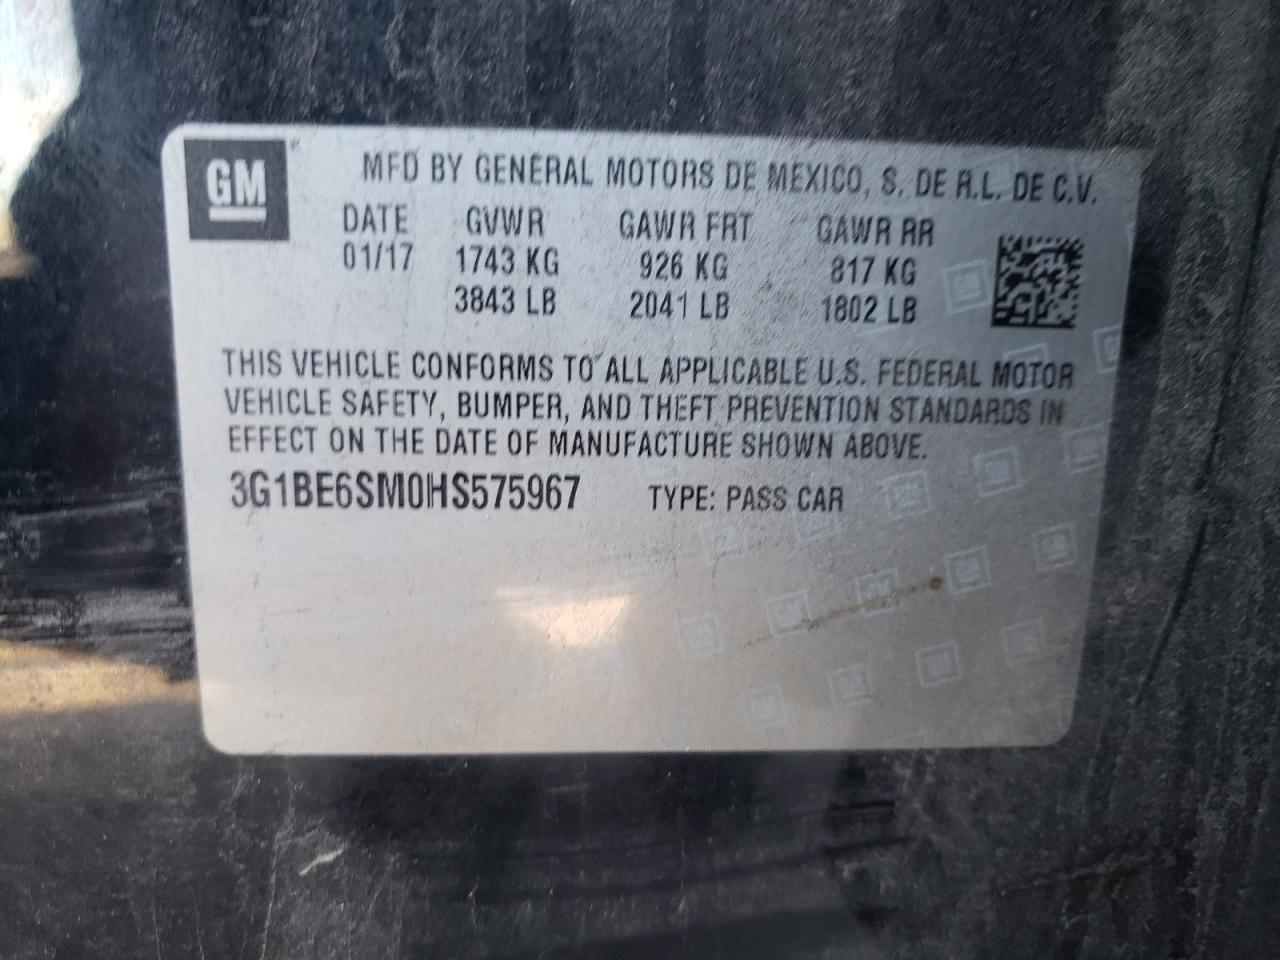 GM
MFD BY GENERAL MOTORS DE MEXICO, S. DE R.L. DE C.V.
DATE GVWR GAWR FRT GAWR RR
01/17 1743 KG 926 KG 817 KG
3843 LB 2041 LB 1802 LB
THIS VEHICLE CONFORMS TO ALL APPLICABLE U.S. FEDERAL MOTOR
VEHICLE SAFETY, BUMPER, AND THEFT PREVENTION STANDARDS IN
EFFECT ON THE DATE OF MANUFACTURE SHOWN ABOVE.
3G1BE6SM0HS575967 TYPE: PASS CAR